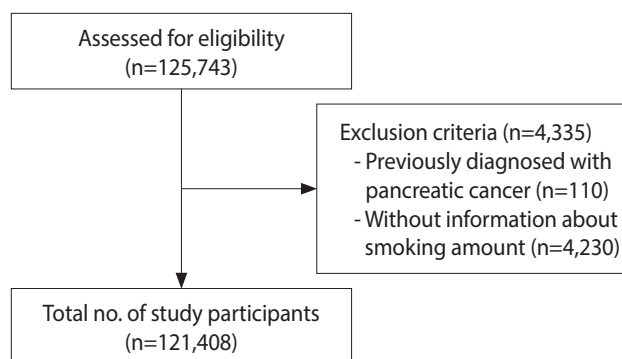 Assessed for eligibility
(n=125,743)
Exclusion criteria (n=4,335)
- Previously diagnosed with
pancreatic cancer (n=110)
- Without information about
smoking amount (n=4,230)
Total no. of study participants
(n=121,408)